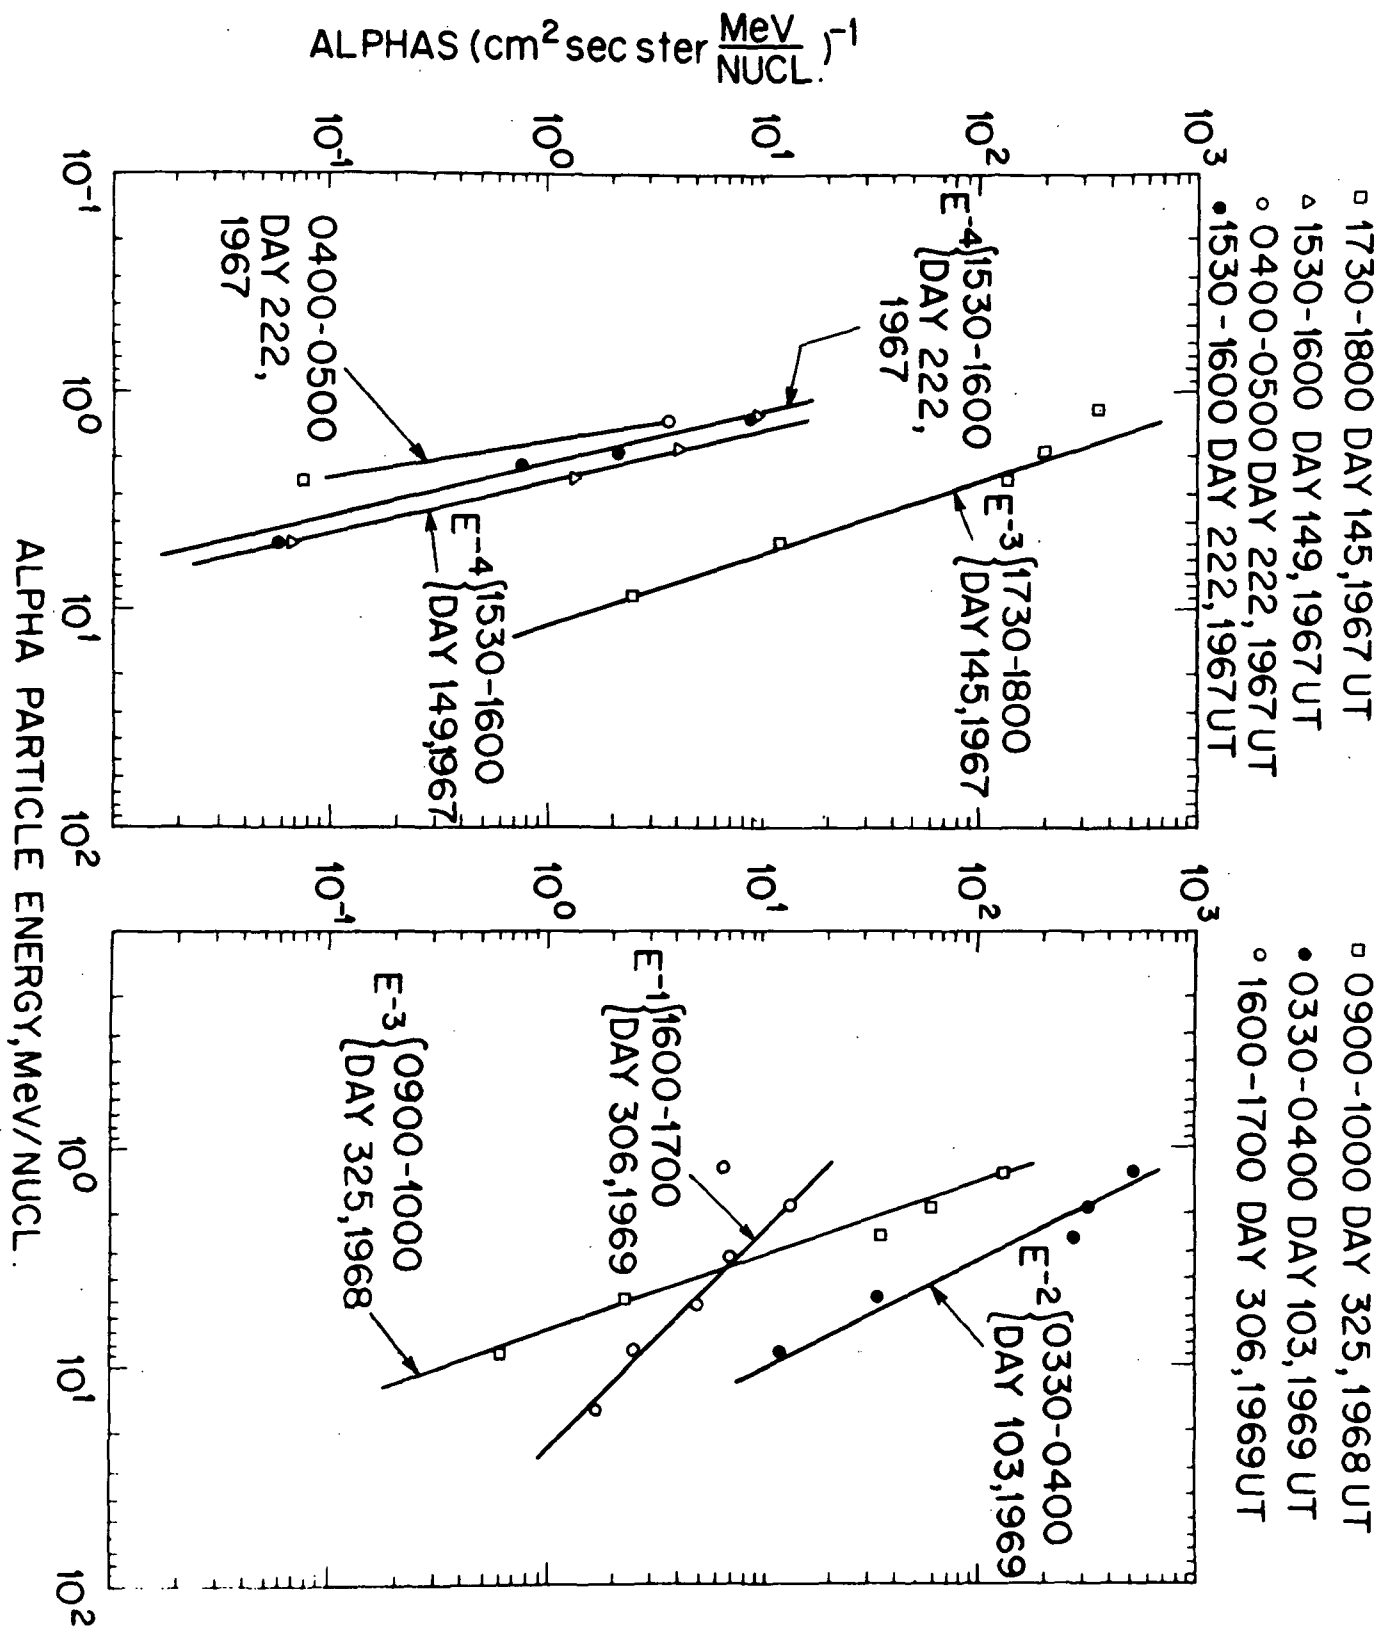 □ 1730-1800 DAY 145,1967 UT
△ 1530-1600 DAY 149,1967 UT
○ 0400-0500 DAY 222,1967 UT
● 1530-1600 DAY 222,1967 UT
□ 0900-1000 DAY 325,1968 UT
● 0330-0400 DAY 103,1969 UT
○ 1600-1700 DAY 306,1969 UT
ALPHAS (cm² sec ster MeV/NUCL.)⁻¹
10³
10²
10¹
10⁰
10⁻¹
10⁻¹
10⁰
10¹
10²
E⁻³ {1730-1800
{DAY 145,1967
E⁻⁴ {1530-1600
{DAY 222,
1967
E⁻⁴ {1530-1600
{DAY 149,1967
0400-0500
DAY 222,
1967
10³
10²
10¹
10⁰
10⁻¹
10⁰
10¹
10²
E⁻² {0330-0400
{DAY 103,1969
E⁻¹ {1600-1700
{DAY 306,1969
E⁻³ {0900-1000
{DAY 325,1968
ALPHA PARTICLE ENERGY, MeV/NUCL.